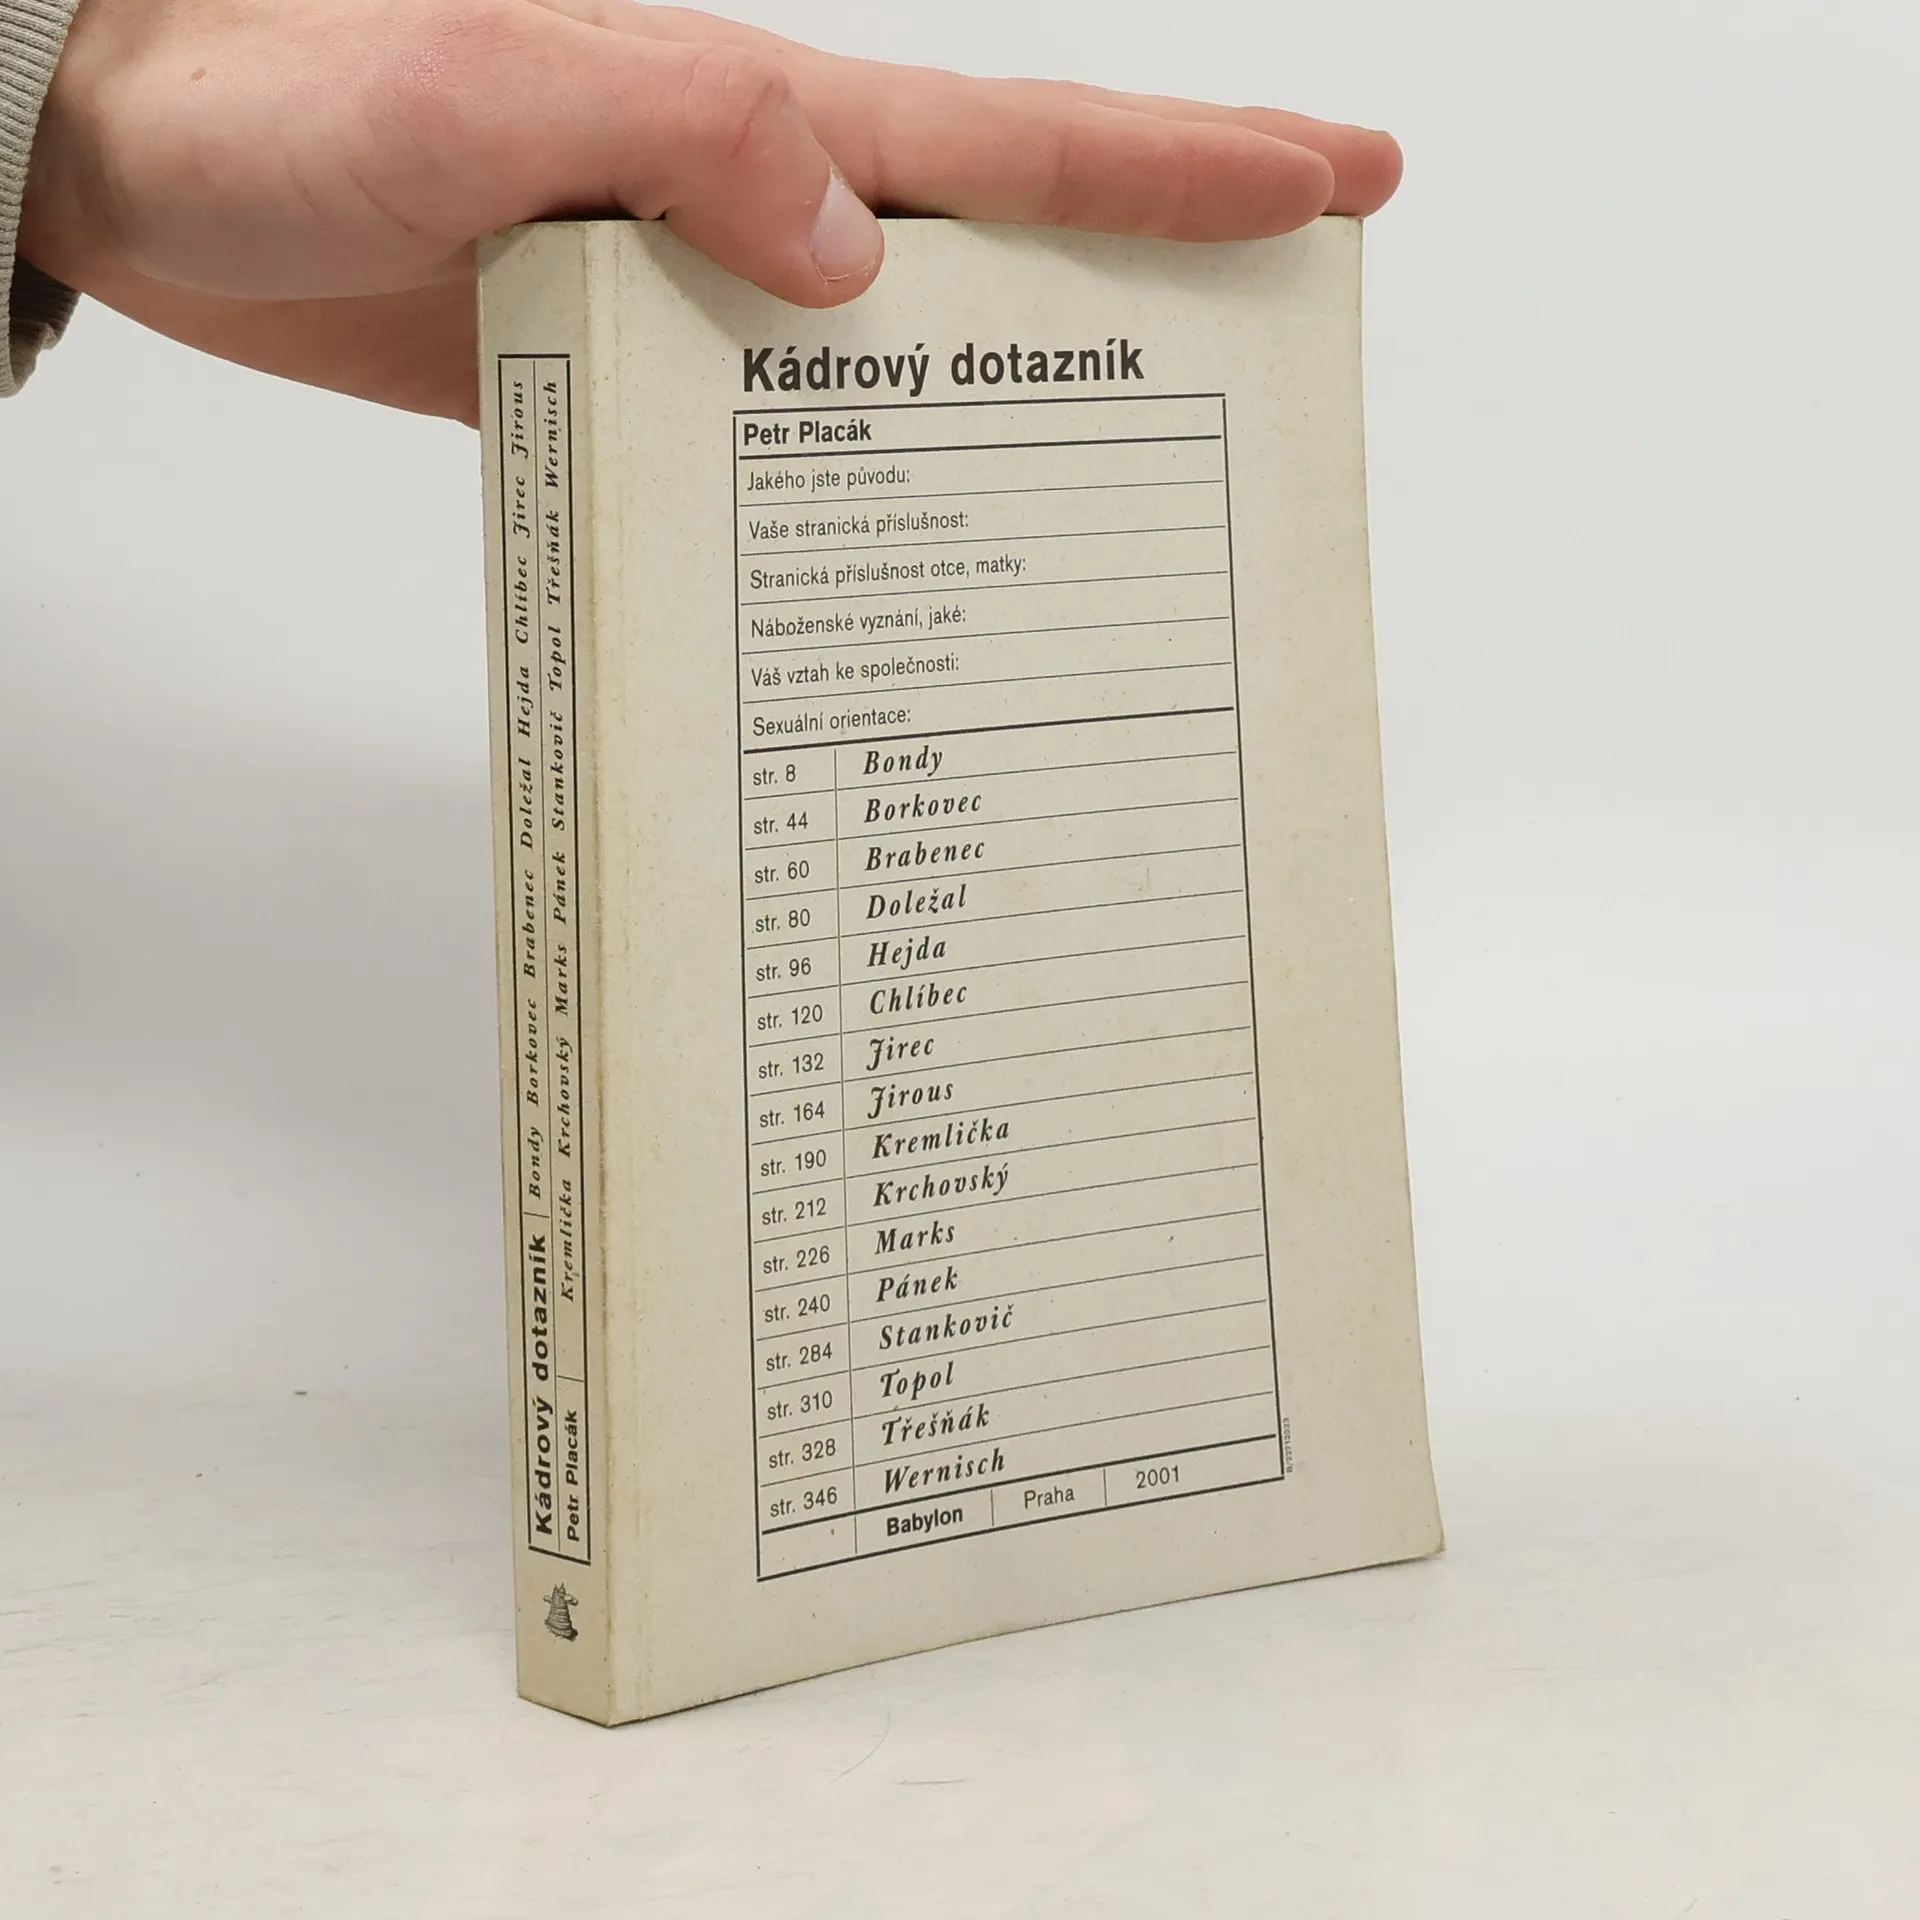 Kádrový dotazník
Petr Placák
Jakého jste původu:
Vaše stranická příslušnost:
Stranická příslušnost otce, matky:
Náboženské vyznání, jaké:
Váš vztah ke společnosti:
Sexuální orientace:
str. 8 Bondy
str. 44 Borkovec
str. 60 Brabenec
str. 80 Doležal
str. 96 Hejda
str. 120 Chlíbec
str. 132 Jirec
str. 164 Jirous
str. 190 Kremlička
str. 212 Krchovský
str. 226 Marks
str. 240 Pánek
str. 284 Stankovič
str. 310 Topol
str. 328 Třešňák
str. 346 Wernisch
Babylon Praha 2001
Kádrový dotazník Bondy Borkovec Brabenec Doležal Hejda Chlíbec Jirec Jirous
Petr Placák Kremlička Krchovský Marks Pánek Stankovič Topol Třešňák Wernisch